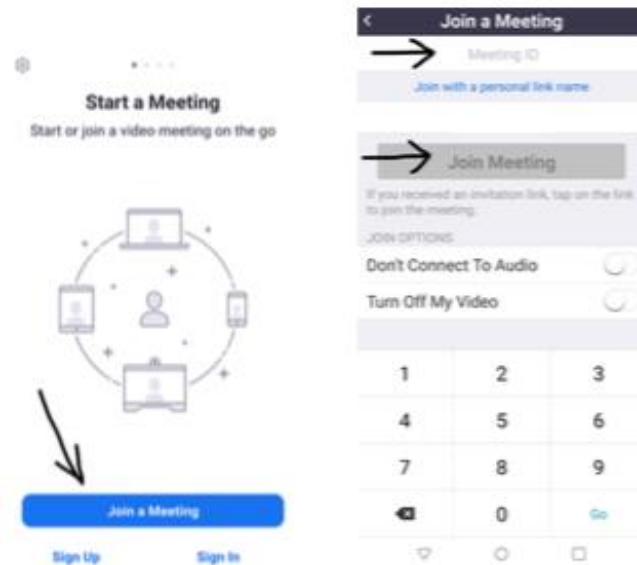 Start a Meeting
Start or join a video meeting on the go
Join a Meeting
Sign Up
Sign In
Join a Meeting
Meeting ID
Join with a personal link name
Join Meeting
If you received an invitation link, tap on the link
to join the meeting.
JOIN OPTIONS
Don't Connect To Audio
Turn Off My Video
1 2 3
4 5 6
7 8 9
0 Go